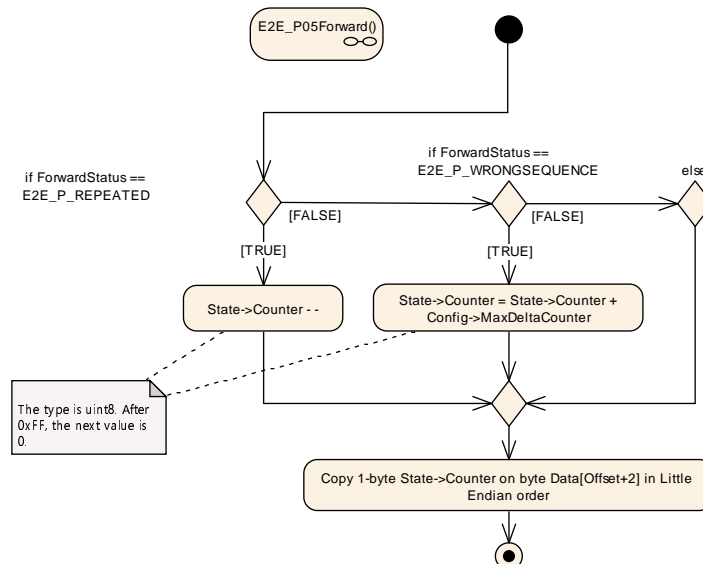 E2E_P05Forward()
if ForwardStatus ==
E2E_P_REPEATED
if ForwardStatus ==
E2E_P_WRONGSEQUENCE
else
[FALSE]
[FALSE]
[TRUE]
[TRUE]
State->Counter - -
State->Counter = State->Counter +
Config->MaxDeltaCounter
The type is uint8. After
0xFF, the next value is
0.
Copy 1-byte State->Counter on byte Data[Offset+2] in Little
Endian order